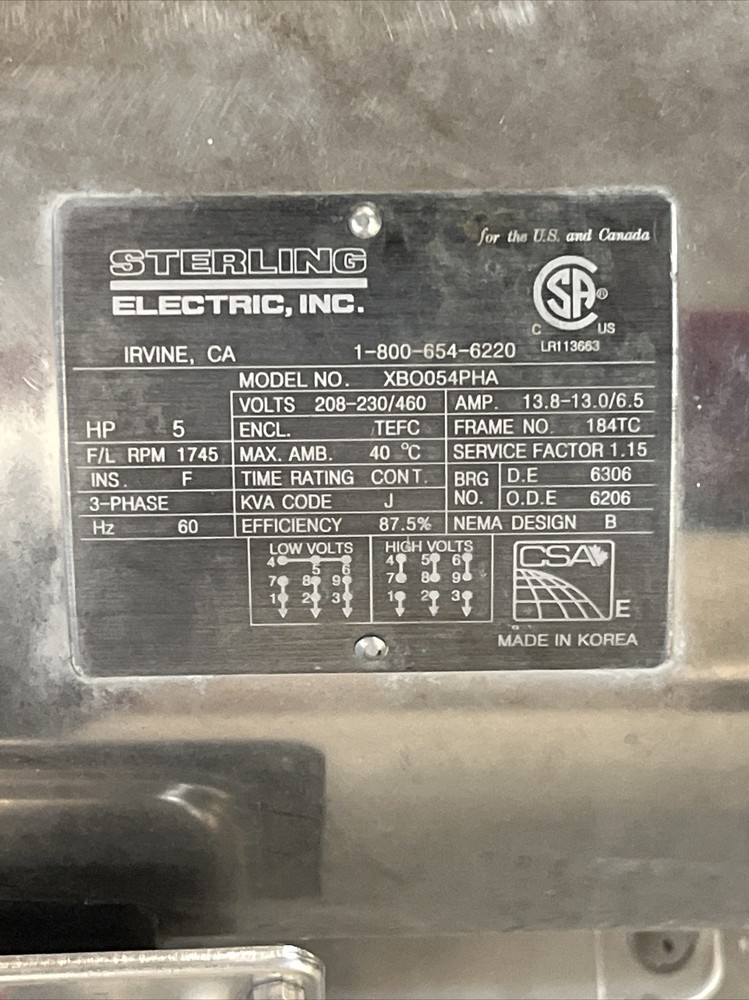 for the U.S. and Canada
STERLING
ELECTRIC, INC.
CSA®
C US
IRVINE, CA 1-800-654-6220 LR113663
MODEL NO. XBO054PHA
VOLTS 208-230/460 AMP. 13.8-13.0/6.5
HP 5 ENCL. TEFC FRAME NO. 184TC
F/L RPM 1745 MAX. AMB. 40 °C SERVICE FACTOR 1.15
INS. F TIME RATING CONT. BRG NO. D.E 6306
3-PHASE KVA CODE J O.D.E 6206
Hz 60 EFFICIENCY 87.5% NEMA DESIGN B
LOW VOLTS HIGH VOLTS CSA
4 5 6 4 5 6
7 8 9 7 8 9
1 2 3 1 2 3 E
MADE IN KOREA